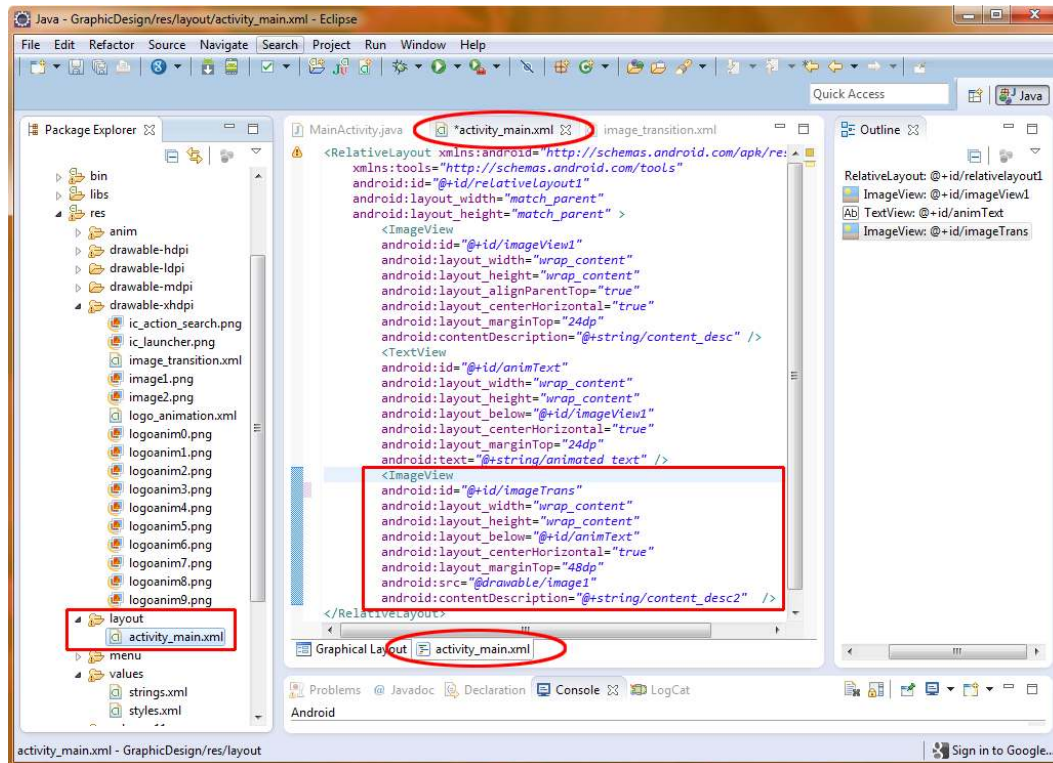 Java - GraphicDesign/res/layout/activity_main.xml - Eclipse
File Edit Refactor Source Navigate Search Project Run Window Help
Quick Access
Java
Package Explorer
bin
libs
res
anim
drawable-hdpi
drawable-ldpi
drawable-mdpi
drawable-xhdpi
ic_action_search.png
ic_launcher.png
image_transition.xml
image1.png
image2.png
logo_animation.xml
logoanim0.png
logoanim1.png
logoanim2.png
logoanim3.png
logoanim4.png
logoanim5.png
logoanim6.png
logoanim7.png
logoanim8.png
logoanim9.png
layout
activity_main.xml
menu
values
strings.xml
styles.xml
MainActivity.java *activity_main.xml image_transition.xml
<RelativeLayout xmlns:android="http://schemas.android.com/apk/re
xmlns:tools="http://schemas.android.com/tools"
android:id="@+id/relativelayout1"
android:layout_width="match_parent"
android:layout_height="match_parent" >
<ImageView
android:id="@+id/imageView1"
android:layout_width="wrap_content"
android:layout_height="wrap_content"
android:layout_alignParentTop="true"
android:layout_centerHorizontal="true"
android:layout_marginTop="24dp"
android:contentDescription="@+string/content_desc" />
<TextView
android:id="@+id/animText"
android:layout_width="wrap_content"
android:layout_height="wrap_content"
android:layout_below="@+id/imageView1"
android:layout_centerHorizontal="true"
android:layout_marginTop="24dp"
android:text="@+string/animated_text" />
<ImageView
android:id="@+id/imageTrans"
android:layout_width="wrap_content"
android:layout_height="wrap_content"
android:layout_below="@+id/animText"
android:layout_centerHorizontal="true"
android:layout_marginTop="48dp"
android:src="@drawable/image1"
android:contentDescription="@+string/content_desc2" />
</RelativeLayout>
Graphical Layout activity_main.xml
Outline
RelativeLayout: @+id/relativelayout1
ImageView: @+id/imageView1
Ab TextView: @+id/animText
ImageView: @+id/imageTrans
Problems @ Javadoc Declaration Console LogCat
Android
activity_main.xml - GraphicDesign/res/layout
Sign in to Google...